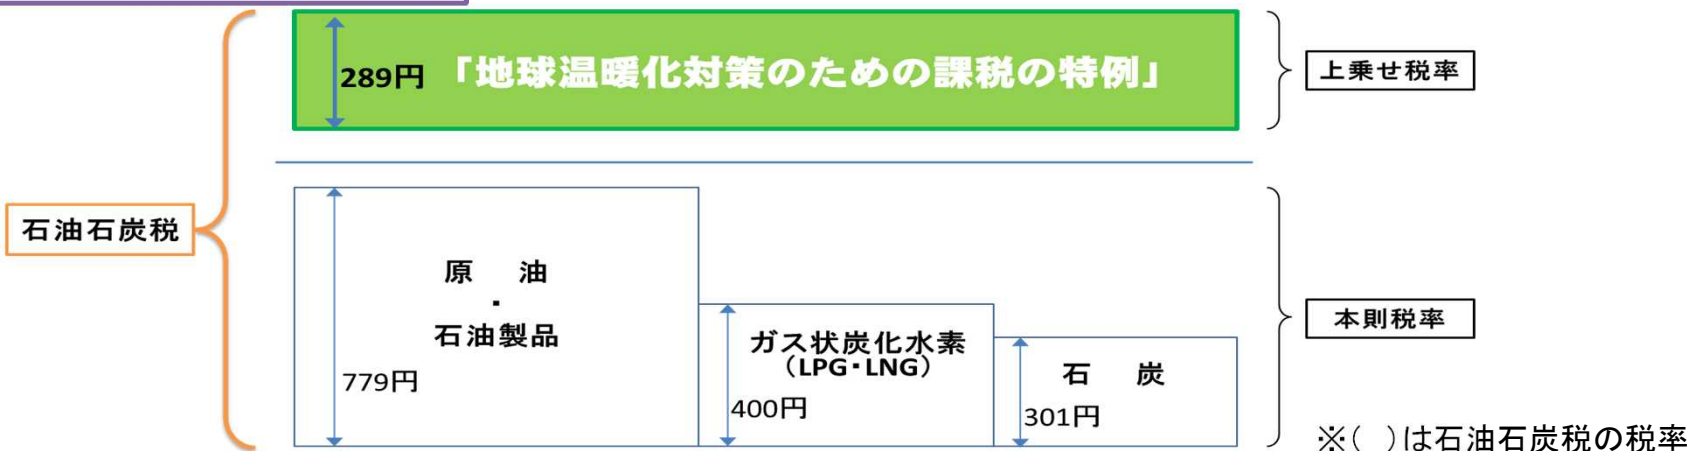 289円
「地球温暖化対策のための課税の特例」
上乗せ税率
石油石炭税
原　油
・
石油製品
779円
ガス状炭化水素
（LPG・LNG）
400円
石　炭
301円
本則税率
※(　)は石油石炭税の税率